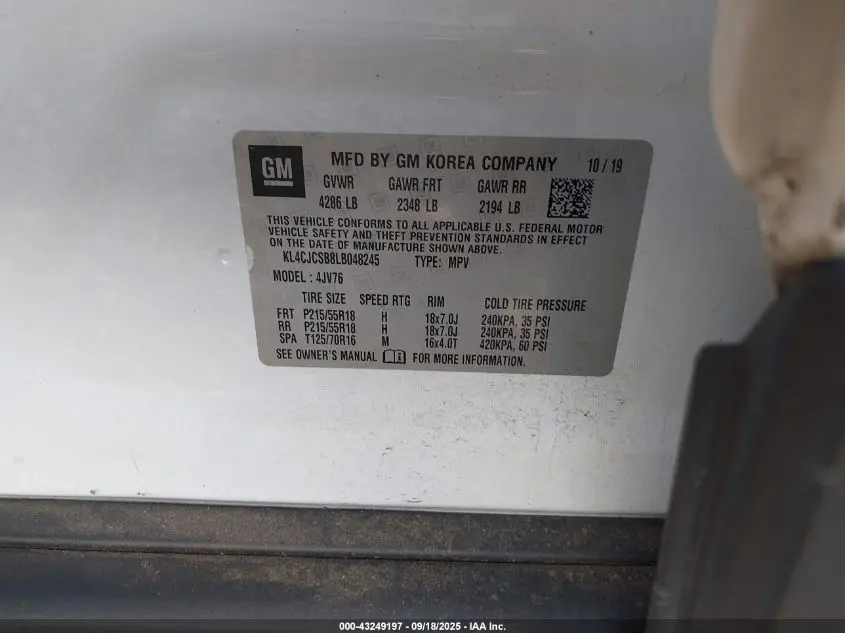 GM
MFD BY GM KOREA COMPANY 10 / 19
GVWR GAWR FRT GAWR RR
4286 LB 2348 LB 2194 LB
THIS VEHICLE CONFORMS TO ALL APPLICABLE U.S. FEDERAL MOTOR
VEHICLE SAFETY AND THEFT PREVENTION STANDARDS IN EFFECT
ON THE DATE OF MANUFACTURE SHOWN ABOVE.
KL4CJCSB8LB048245 TYPE: MPV
MODEL : 4JV76
TIRE SIZE SPEED RTG RIM COLD TIRE PRESSURE
FRT P215/55R18 H 18x7.0J 240KPA, 35 PSI
RR P215/55R18 H 18x7.0J 240KPA, 35 PSI
SPA T125/70R16 M 16x4.0T 420KPA, 60 PSI
SEE OWNER'S MANUAL FOR MORE INFORMATION.
000-43249197 - 09/18/2025 - IAA Inc.